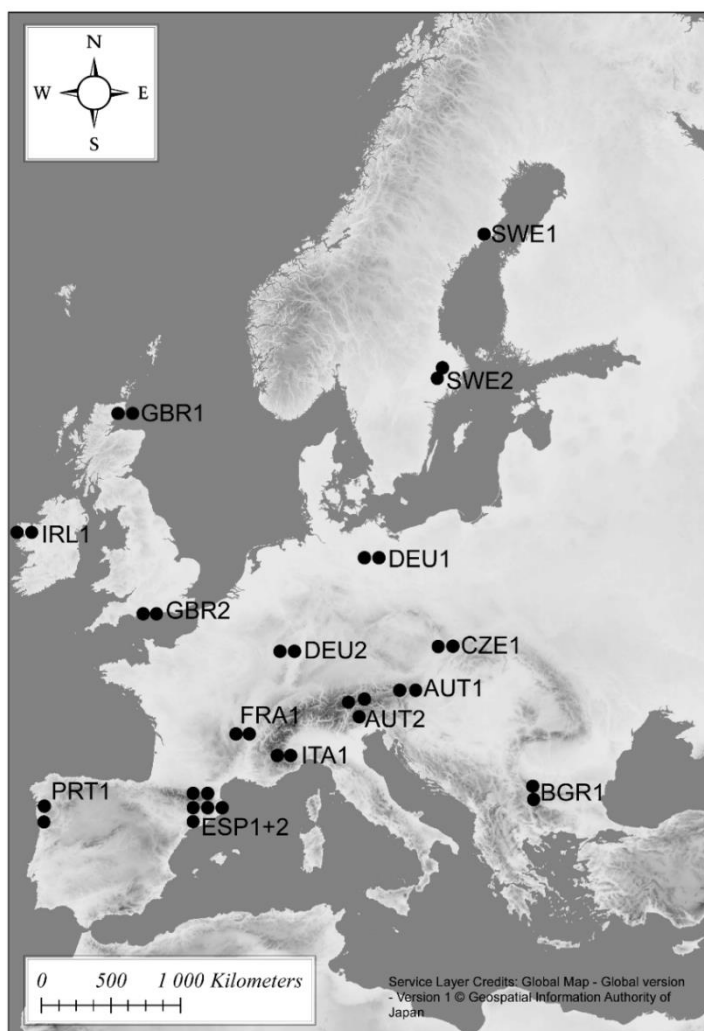 N
W E
S
SWE1
SWE2
GBR1
IRL1
DEU1
GBR2
DEU2
CZE1
AUT1
FRA1
AUT2
ITA1
PRT1
BGR1
ESP1+2
0 500 1 000 Kilometers
Service Layer Credits: Global Map - Global version
- Version 1 © Geospatial Information Authority of
Japan